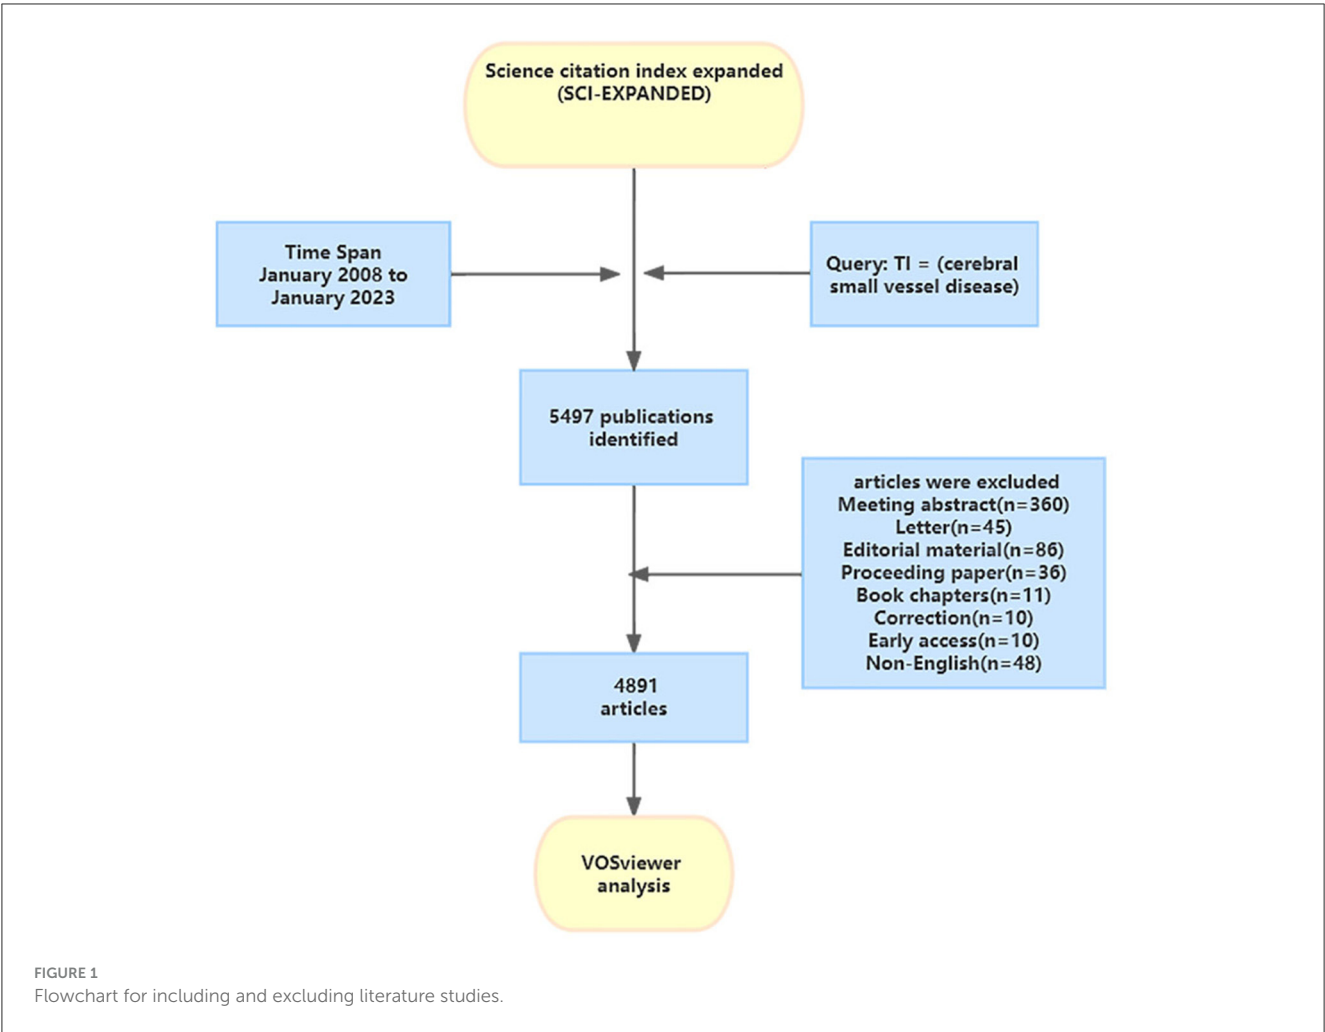 Science citation index expanded
(SCI-EXPANDED)
Time Span
January 2008 to
January 2023
Query: TI = (cerebral
small vessel disease)
5497 publications
identified
articles were excluded
Meeting abstract(n=360)
Letter(n=45)
Editorial material(n=86)
Proceeding paper(n=36)
Book chapters(n=11)
Correction(n=10)
Early access(n=10)
Non-English(n=48)
4891
articles
VOSviewer
analysis
FIGURE 1
Flowchart for including and excluding literature studies.